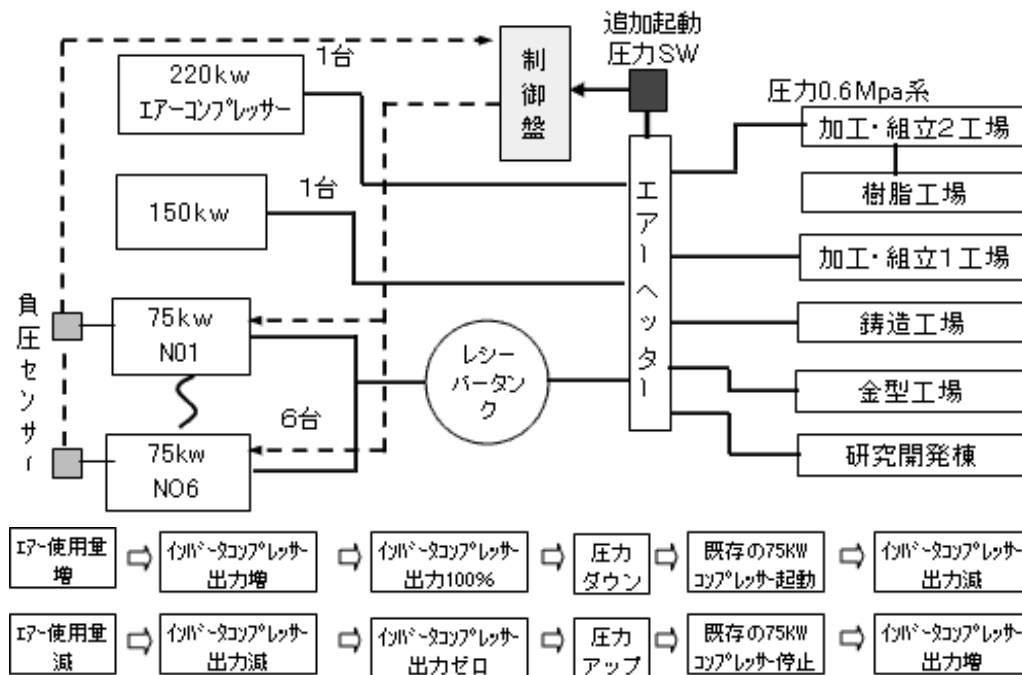 追加起動
圧力SW
1台
220kw
エアーコンプレッサー
制御盤
圧力0.6Mpa系
加工・組立2工場
樹脂工場
1台
150kw
エアーヘッター
加工・組立1工場
負圧センサー
75kw
N01
鋳造工場
レシー
バータン
ク
金型工場
6台
75kw
NO6
研究開発棟
ｴｱｰ使用量
増
ｲﾝﾊﾞｰﾀｺﾝﾌﾟﾚｯｻｰ
出力増
ｲﾝﾊﾞｰﾀｺﾝﾌﾟﾚｯｻｰ
出力100%
圧力
ダウン
既存の75KW
ｺﾝﾌﾟﾚｯｻｰ起動
ｲﾝﾊﾞｰﾀｺﾝﾌﾟﾚｯｻｰ
出力減
ｴｱｰ使用量
減
ｲﾝﾊﾞｰﾀｺﾝﾌﾟﾚｯｻｰ
出力減
ｲﾝﾊﾞｰﾀｺﾝﾌﾟﾚｯｻｰ
出力ゼロ
圧力
アップ
既存の75KW
ｺﾝﾌﾟﾚｯｻｰ停止
ｲﾝﾊﾞｰﾀｺﾝﾌﾟﾚｯｻｰ
出力増